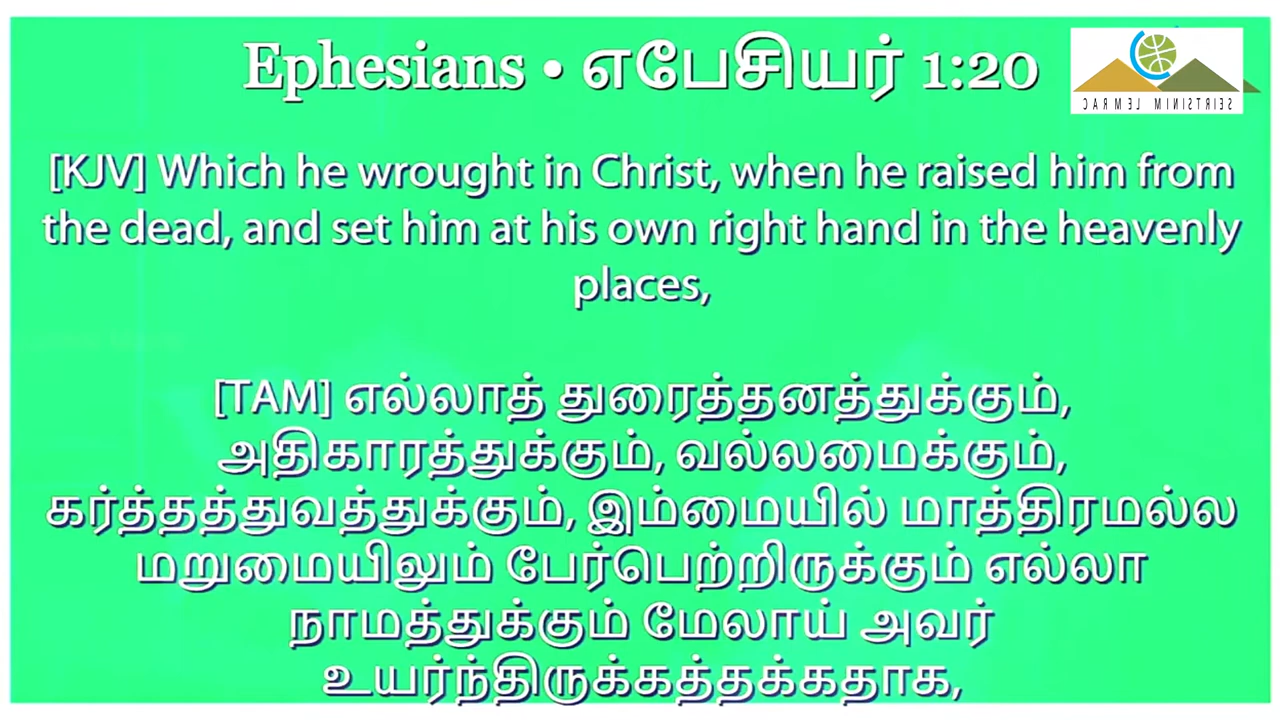 Ephesians • எபேசியர் 1:20
CARMEL MINISTRIES
[KJV] Which he wrought in Christ, when he raised him from
the dead, and set him at his own right hand in the heavenly
places,
[TAM] எல்லாத் துரைத்தனத்துக்கும்,
அதிகாரத்துக்கும், வல்லமைக்கும்,
கர்த்தத்துவத்துக்கும், இம்மையில் மாத்திரமல்ல
மறுமையிலும் பேர்பெற்றிருக்கும் எல்லா
நாமத்துக்கும் மேலாய் அவர்
உயர்ந்திருக்கத்தக்கதாக,